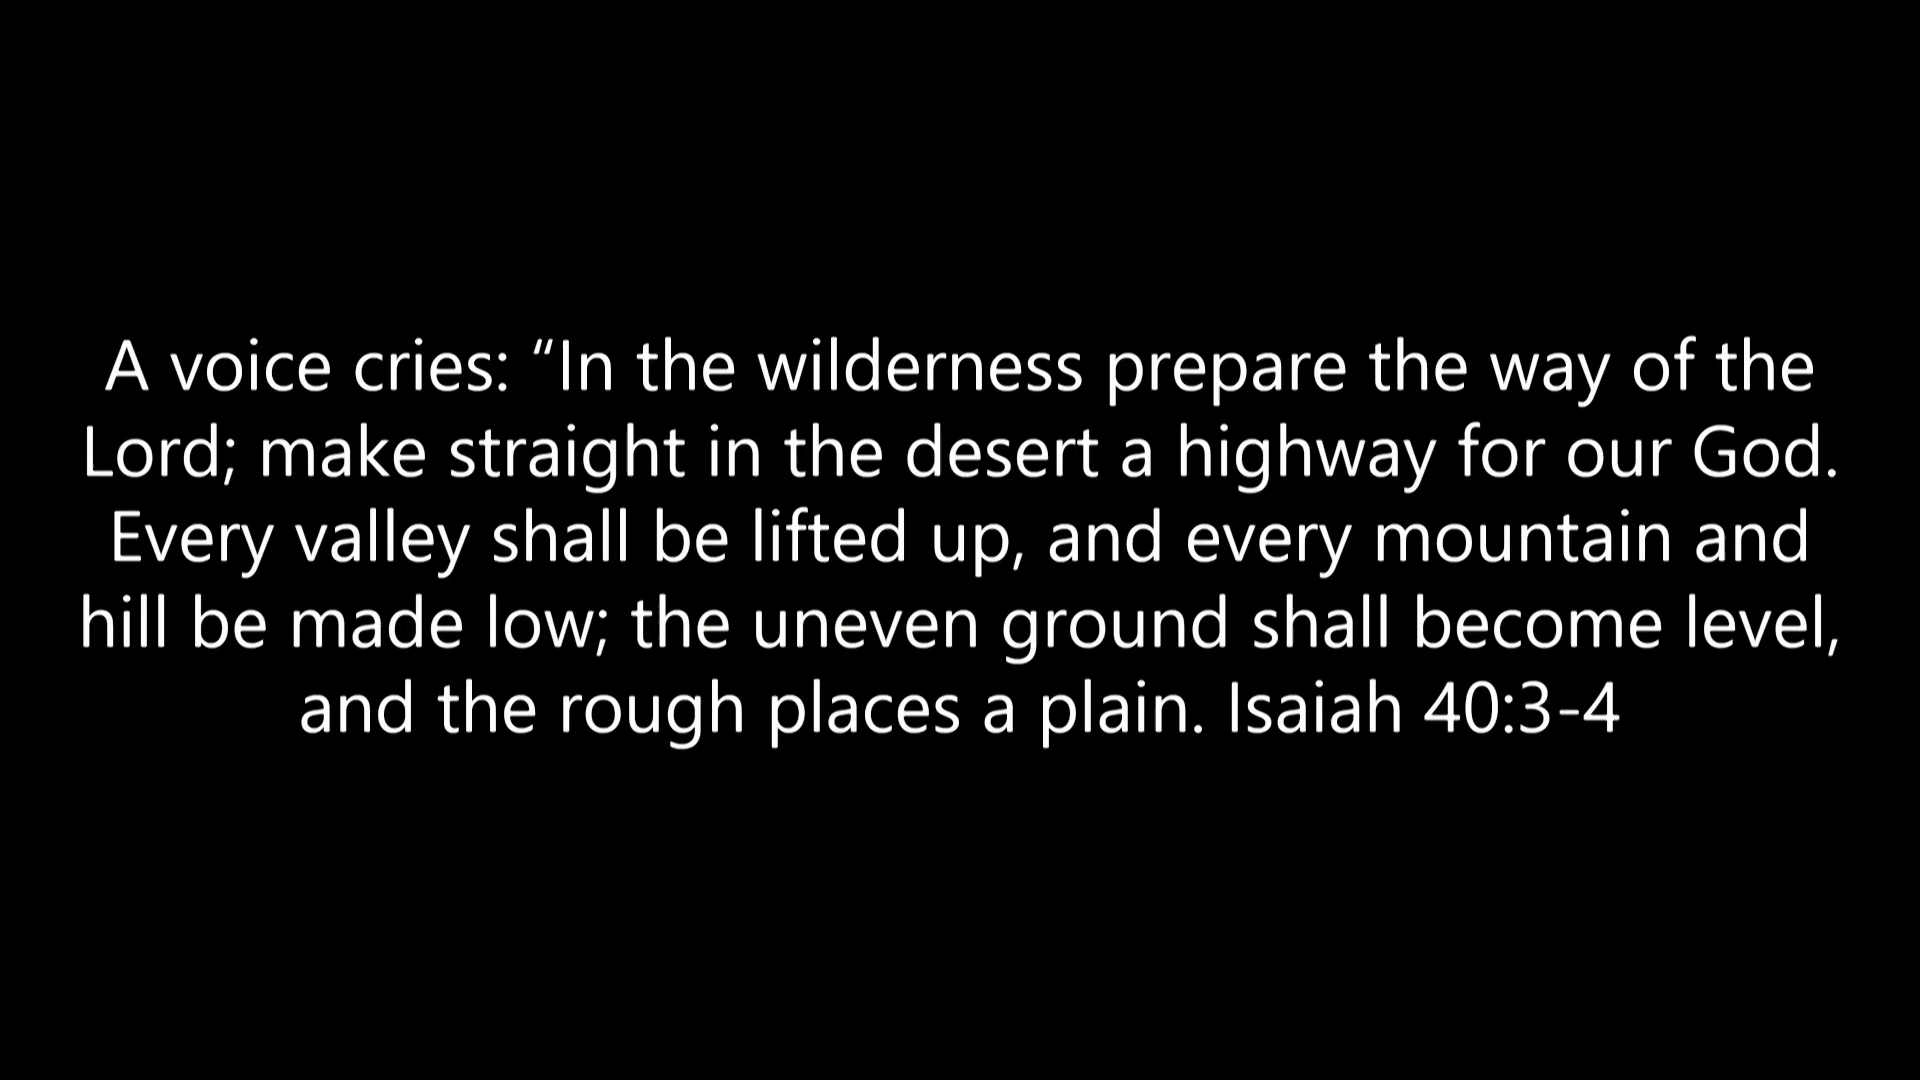 A voice cries: “In the wilderness prepare the way of the
Lord; make straight in the desert a highway for our God.
Every valley shall be lifted up, and every mountain and
hill be made low; the uneven ground shall become level,
and the rough places a plain. Isaiah 40:3-4